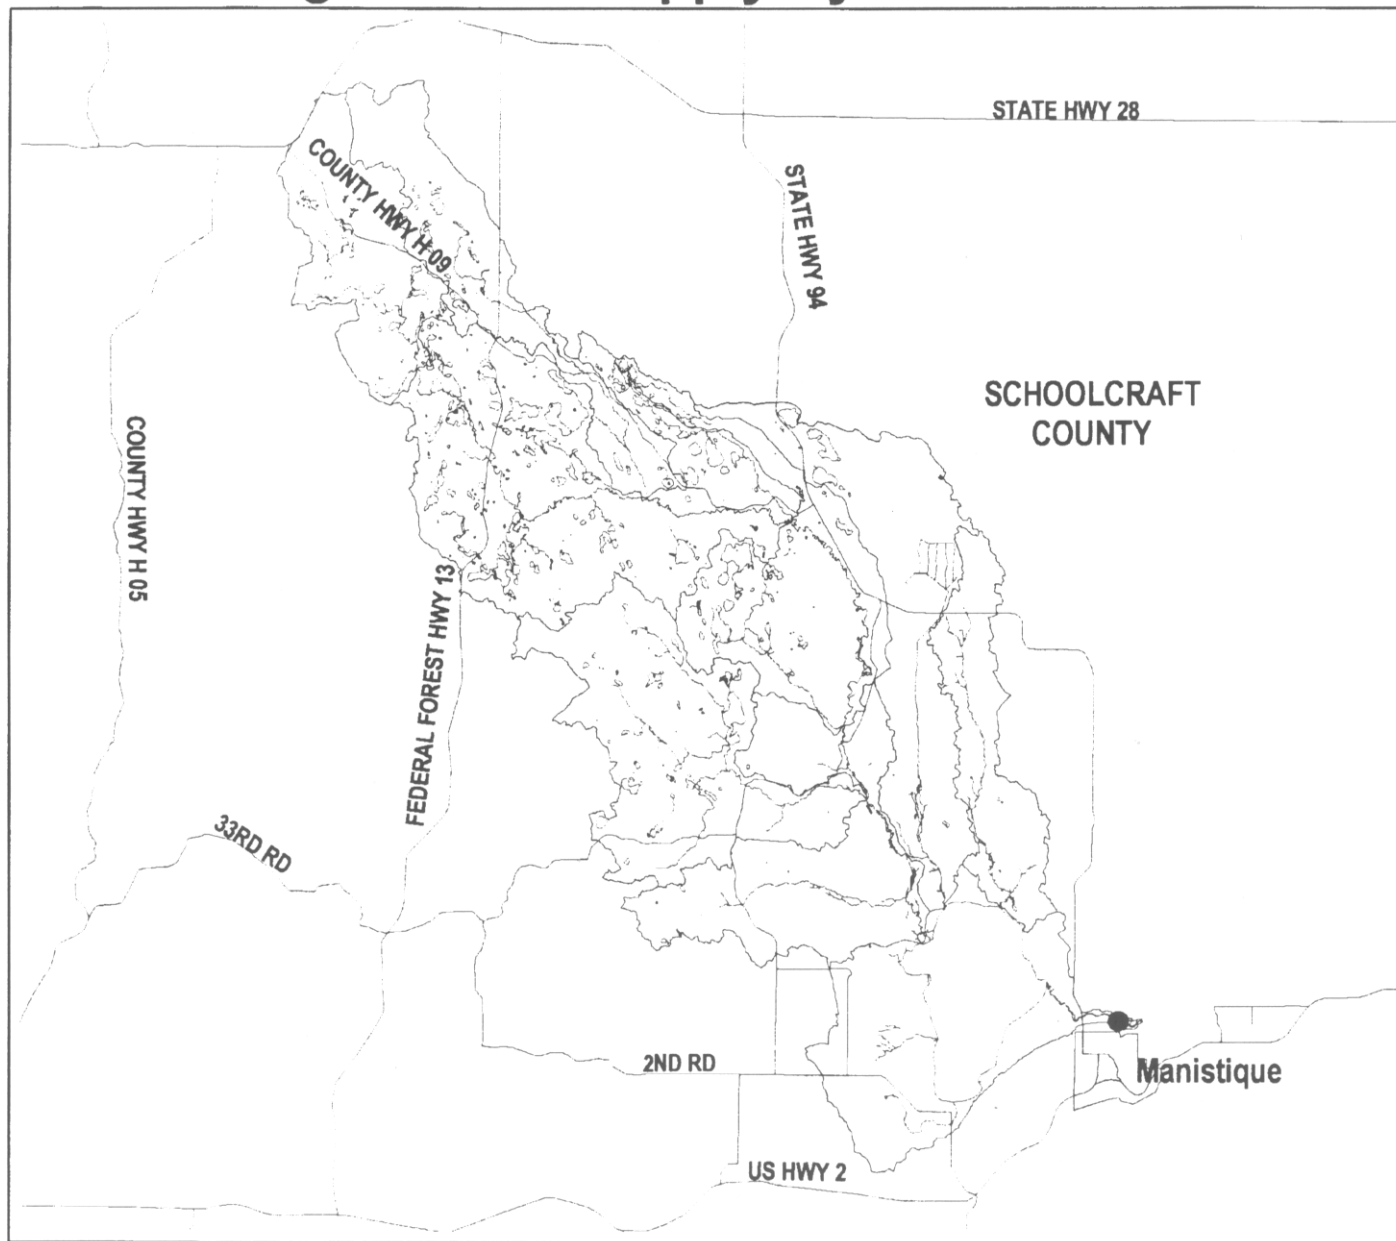 STATE HWY 28
COUNTY HWY H 09
STATE HWY 94
SCHOOLCRAFT
COUNTY
COUNTY HWY H 05
FEDERAL FOREST HWY 13
33RD RD
2ND RD
Manistique
US HWY 2